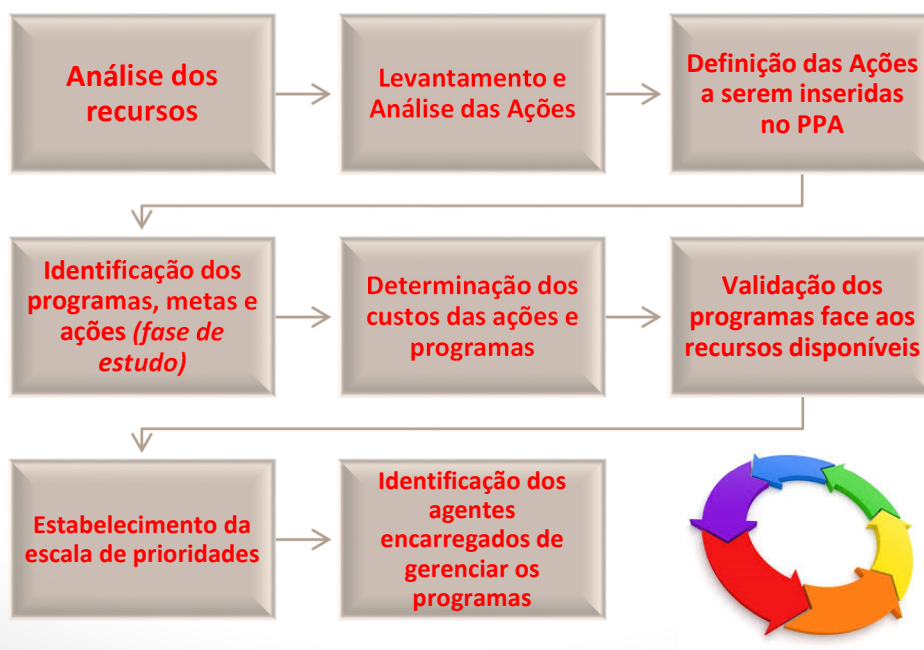 Análise dos
recursos
Levantamento e
Análise das Ações
Definição das Ações
a serem inseridas
no PPA
Identificação dos
programas, metas e
ações (fase de
estudo)
Determinação dos
custos das ações e
programas
Validação dos
programas face aos
recursos disponíveis
Estabelecimento da
escala de prioridades
Identificação dos
agentes
encarregados de
gerenciar os
programas